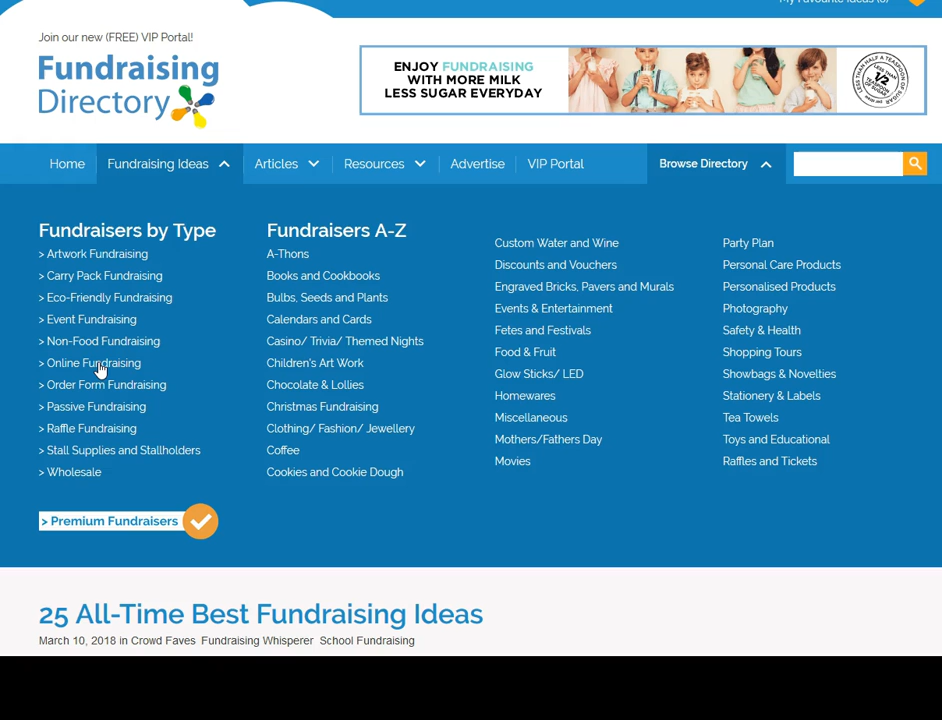 My Favourite Ideas (0)
Join our new (FREE) VIP Portal!
Fundraising
Directory
ENJOY FUNDRAISING
WITH MORE MILK
LESS SUGAR EVERYDAY
LESS THAN HALF A TEASPOON OF SUGAR
1/2
Home
Fundraising Ideas
Articles
Resources
Advertise
VIP Portal
Browse Directory
Fundraisers by Type
> Artwork Fundraising
> Carry Pack Fundraising
> Eco-Friendly Fundraising
> Event Fundraising
> Non-Food Fundraising
> Online Fundraising
> Order Form Fundraising
> Passive Fundraising
> Raffle Fundraising
> Stall Supplies and Stallholders
> Wholesale
> Premium Fundraisers
Fundraisers A-Z
A-Thons
Books and Cookbooks
Bulbs, Seeds and Plants
Calendars and Cards
Casino/ Trivia/ Themed Nights
Children's Art Work
Chocolate & Lollies
Christmas Fundraising
Clothing/ Fashion/ Jewellery
Coffee
Cookies and Cookie Dough
Custom Water and Wine
Discounts and Vouchers
Engraved Bricks, Pavers and Murals
Events & Entertainment
Fetes and Festivals
Food & Fruit
Glow Sticks/ LED
Homewares
Miscellaneous
Mothers/Fathers Day
Movies
Party Plan
Personal Care Products
Personalised Products
Photography
Safety & Health
Shopping Tours
Showbags & Novelties
Stationery & Labels
Tea Towels
Toys and Educational
Raffles and Tickets
25 All-Time Best Fundraising Ideas
March 10, 2018 in Crowd Faves Fundraising Whisperer School Fundraising